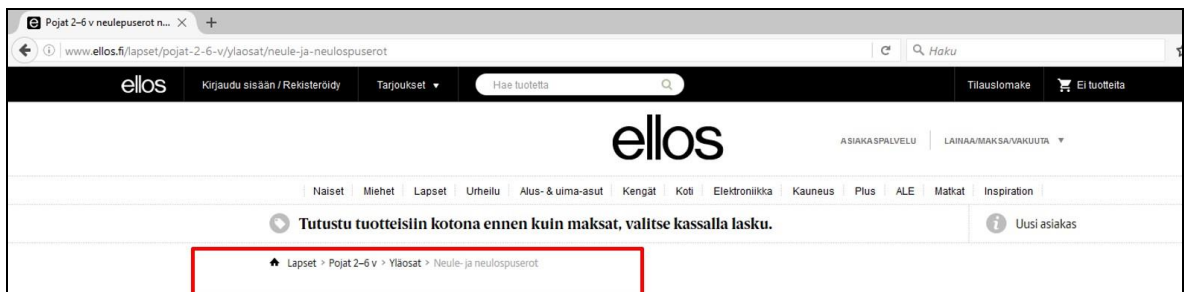 Pojat 2–6 v neulepuserot n...
www.ellos.fi/lapset/pojat-2-6-v/ylaosat/neule-ja-neulospuserot Haku
ellos Kirjaudu sisään / Rekisteröidy Tarjoukset Hae tuotetta Tilauslomake Ei tuotteita
ellos ASIAKASPALVELU LAINAA/MAKSA/VAKUUTA
Naiset Miehet Lapset Urheilu Alus- & uima-asut Kengät Koti Elektroniikka Kauneus Plus ALE Matkat Inspiration
Tutustu tuotteisiin kotona ennen kuin maksat, valitse kassalla lasku. Uusi asiakas
Lapset > Pojat 2–6 v > Yläosat > Neule- ja neulospuserot